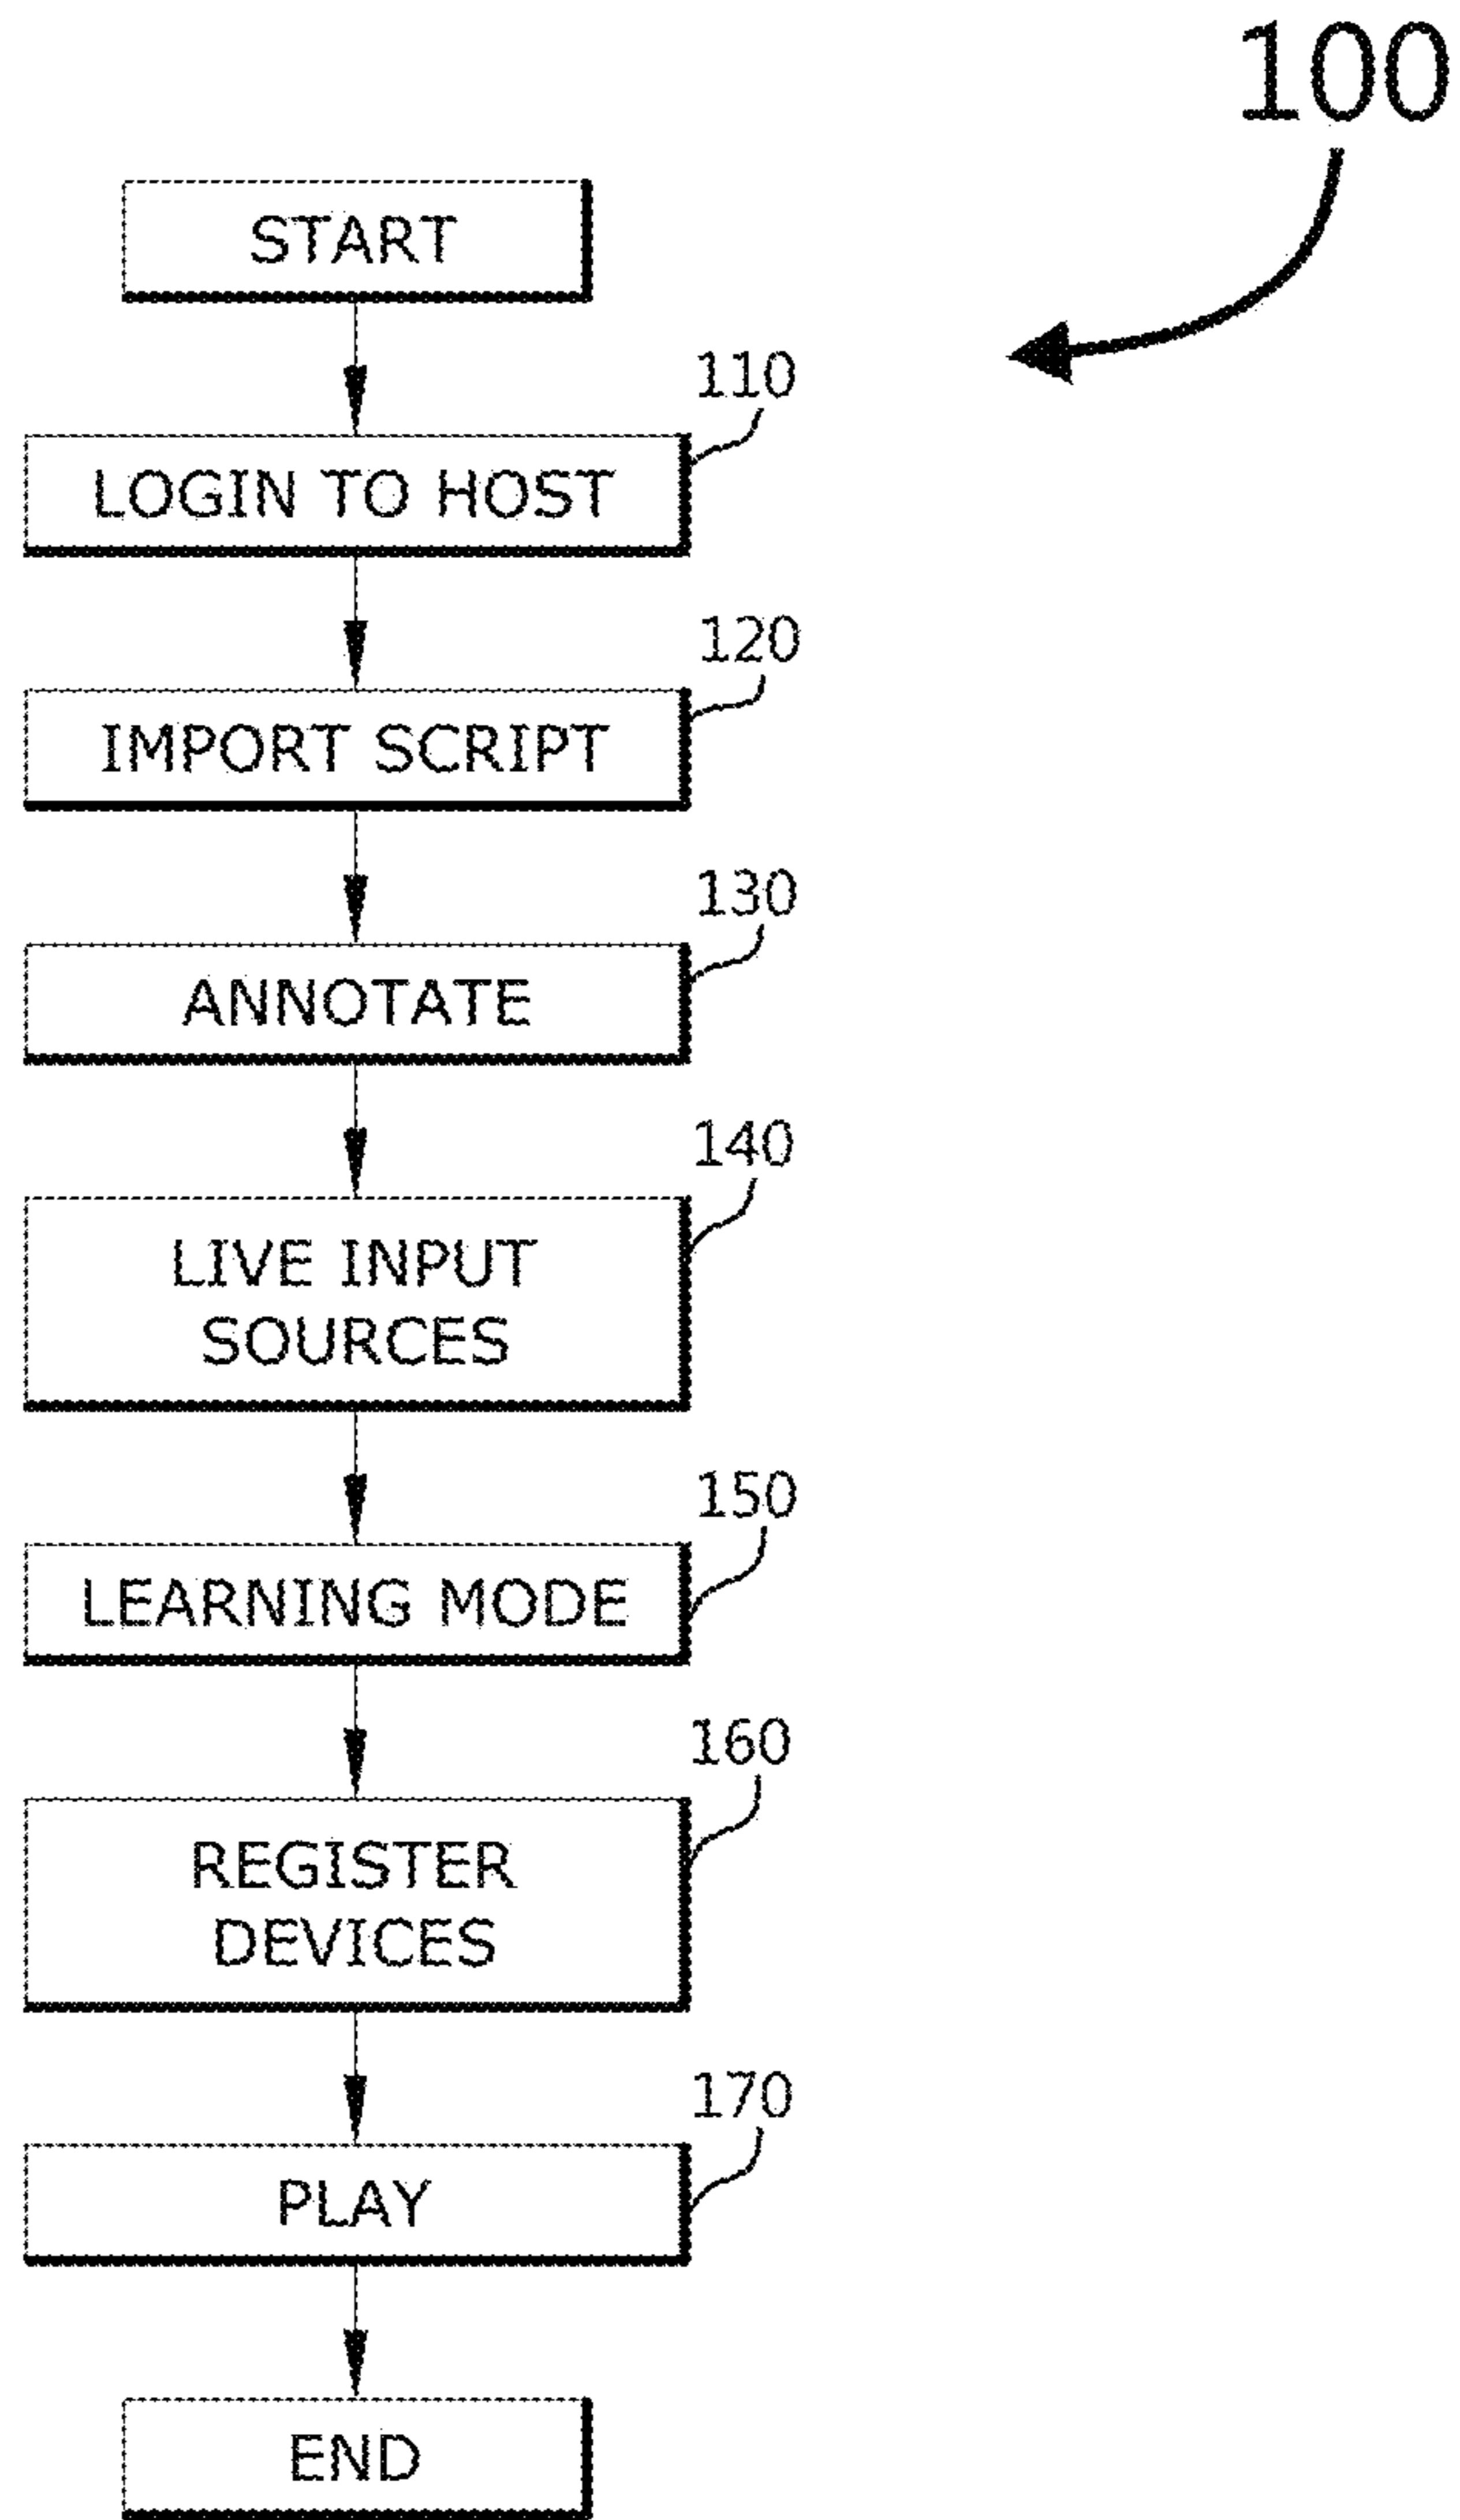 100
START
110
LOGIN TO HOST
120
IMPORT SCRIPT
130
ANNOTATE
140
LIVE INPUT
SOURCES
150
LEARNING MODE
160
REGISTER
DEVICES
170
PLAY
END